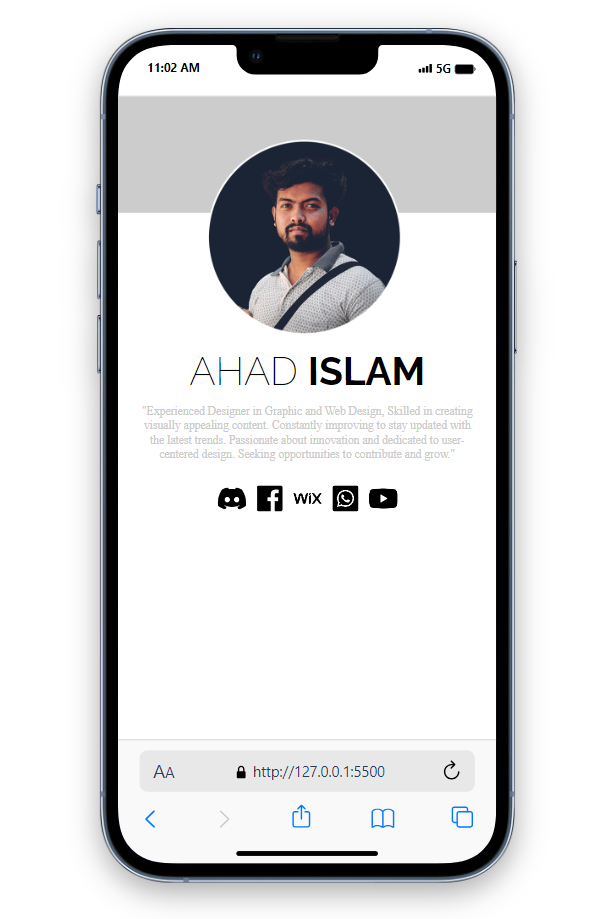 11:02 AM 5G
AHAD ISLAM
"Experienced Designer in Graphic and Web Design, Skilled in creating
visually appealing content. Constantly improving to stay updated with
the latest trends. Passionate about innovation and dedicated to user-
centered design. Seeking opportunities to contribute and grow."
WiX
AA http://127.0.0.1:5500